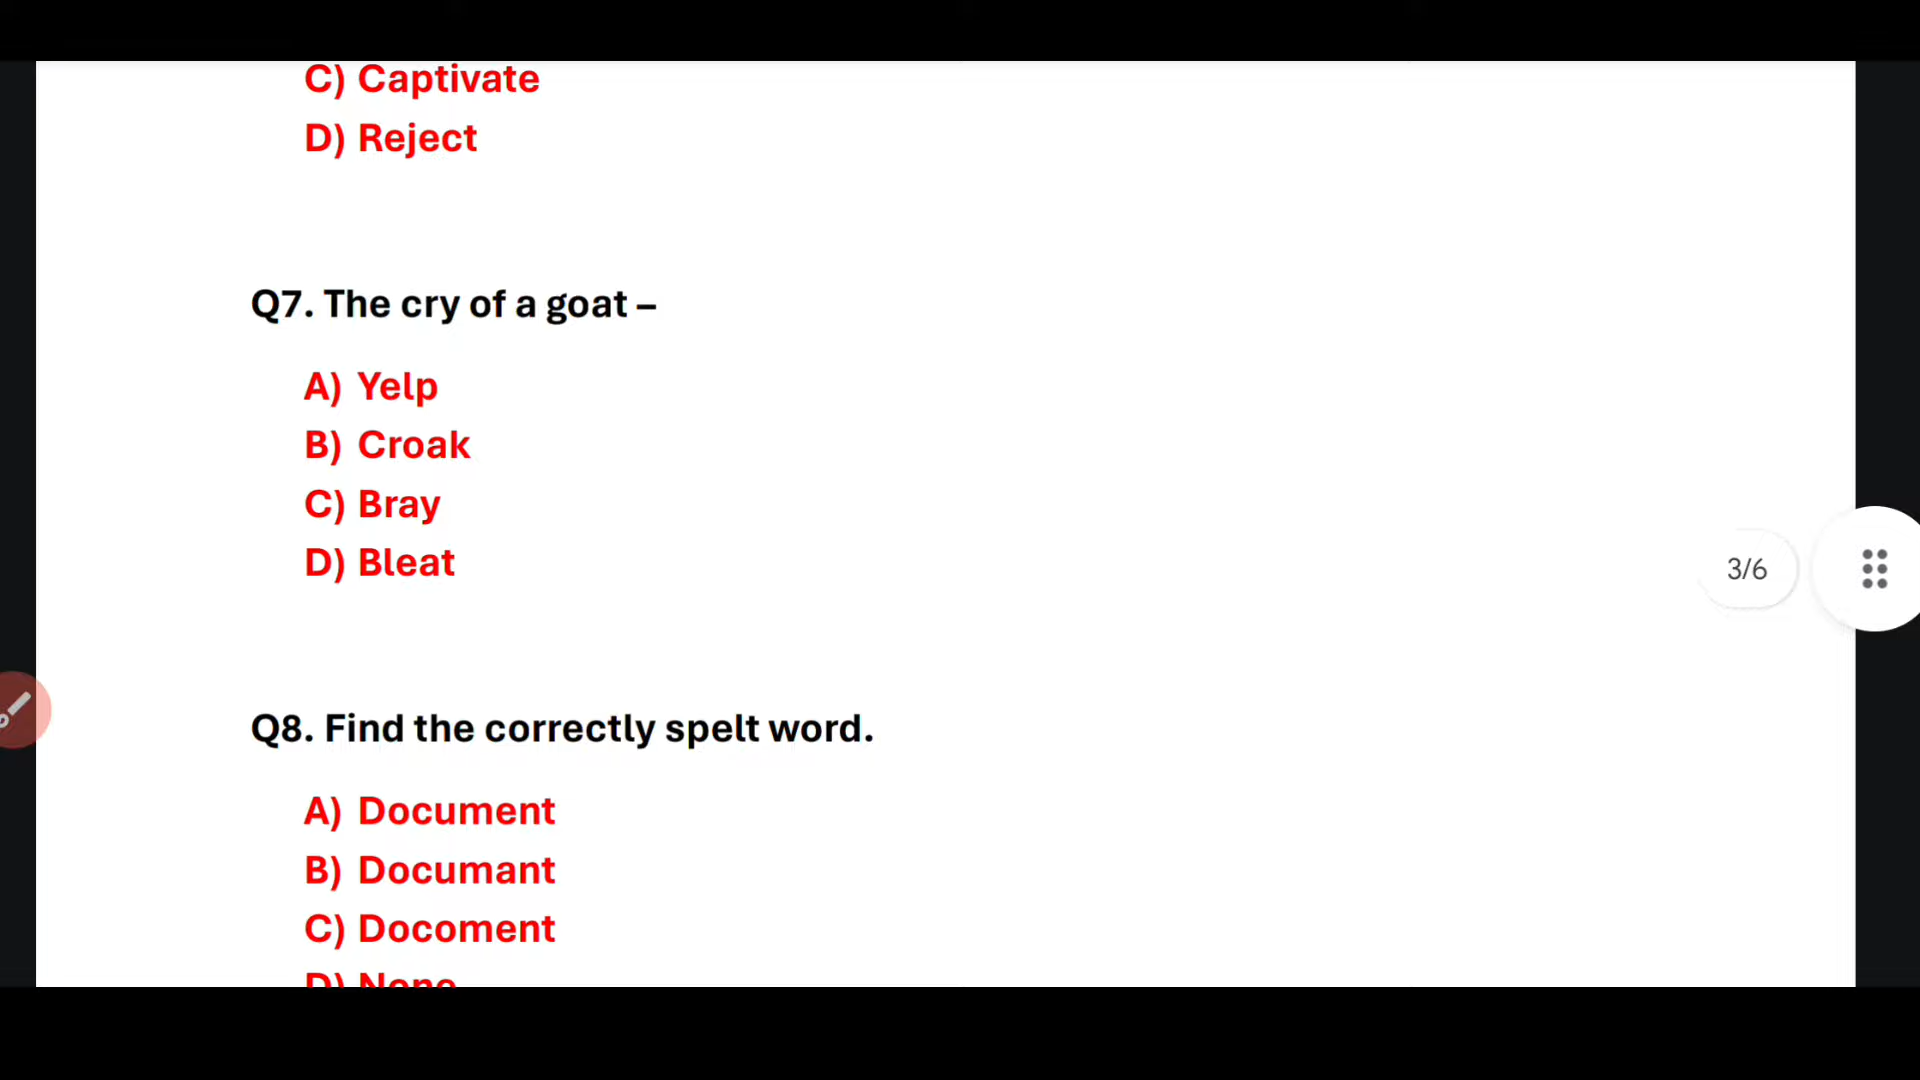 C) Captivate
D) Reject
Q7. The cry of a goat –
A) Yelp
B) Croak
C) Bray
D) Bleat
3/6
Q8. Find the correctly spelt word.
A) Document
B) Documant
C) Docoment
D) None